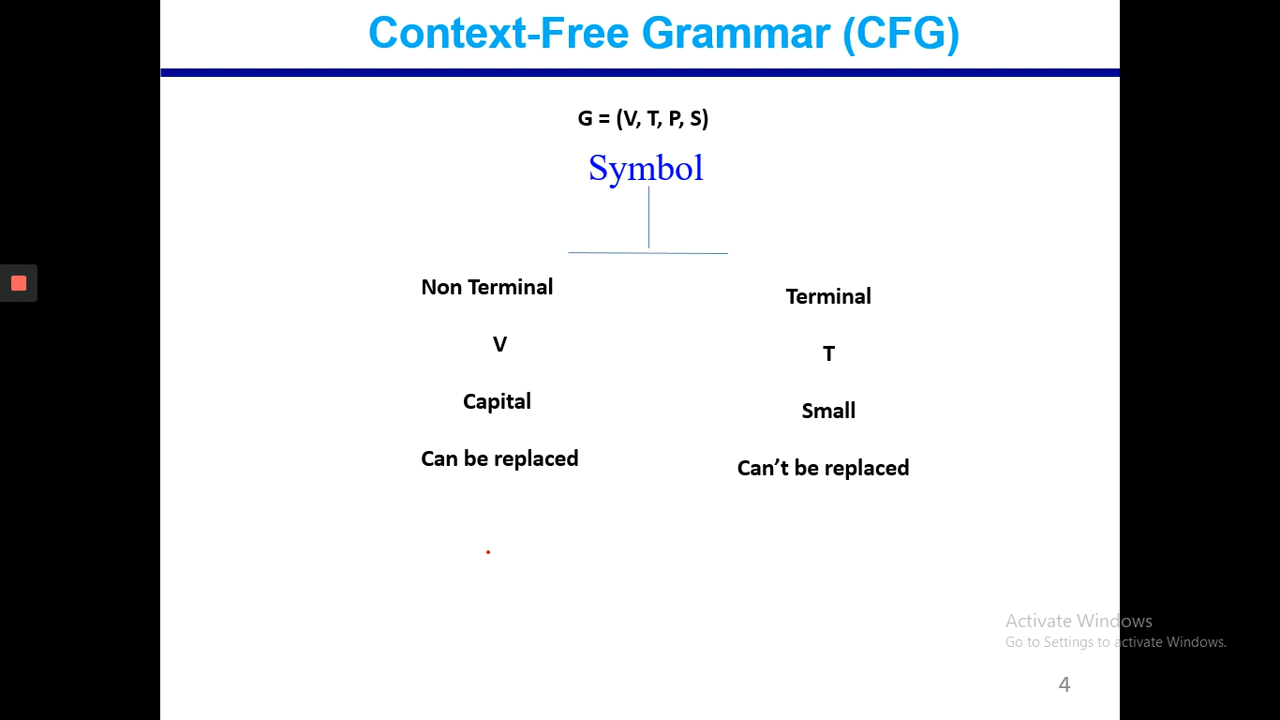 Context-Free Grammar (CFG)
G = (V, T, P, S)
Symbol
Non Terminal
V
Capital
Can be replaced
Terminal
T
Small
Can’t be replaced
Activate Windows
Go to Settings to activate Windows.
4